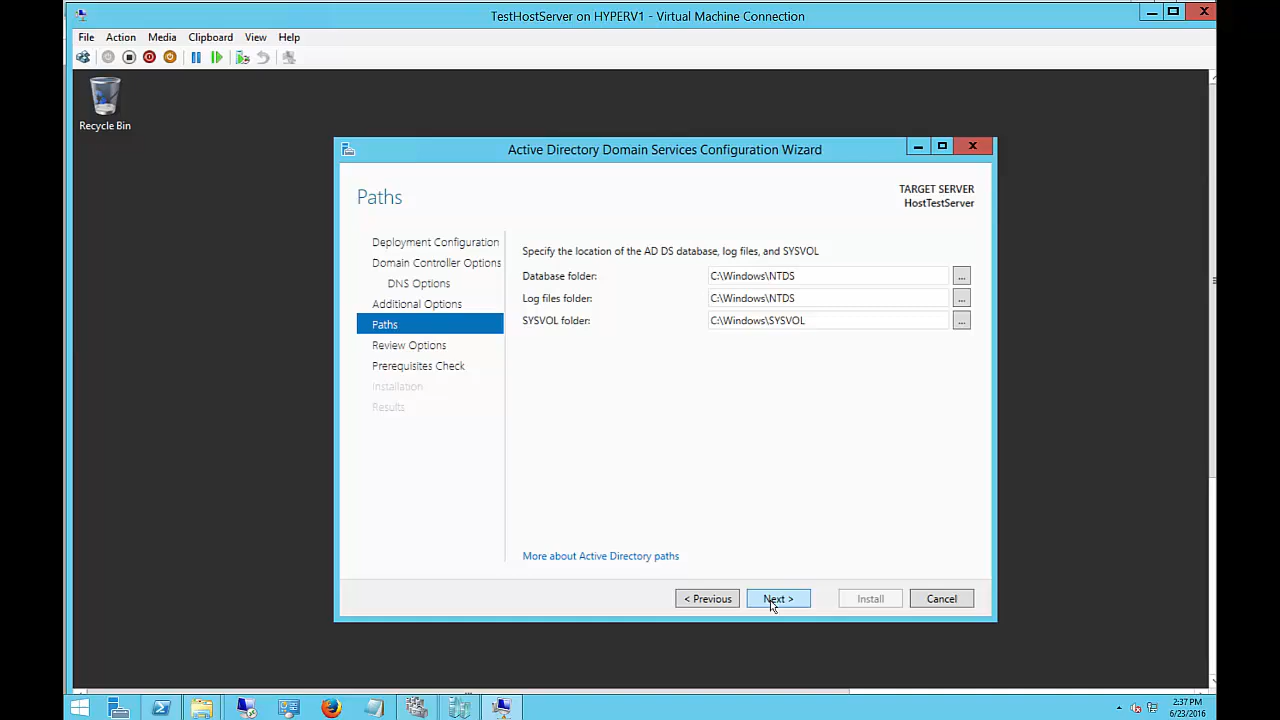 TestHostServer on HYPERV1 - Virtual Machine Connection
File Action Media Clipboard View Help
Recycle Bin
Active Directory Domain Services Configuration Wizard
Paths
TARGET SERVER
HostTestServer
Deployment Configuration
Domain Controller Options
DNS Options
Additional Options
Paths
Review Options
Prerequisites Check
Installation
Results
Specify the location of the AD DS database, log files, and SYSVOL
Database folder: C:\Windows\NTDS ...
Log files folder: C:\Windows\NTDS ...
SYSVOL folder: C:\Windows\SYSVOL ...
More about Active Directory paths
< Previous Next > Install Cancel
2:37 PM
6/23/2016